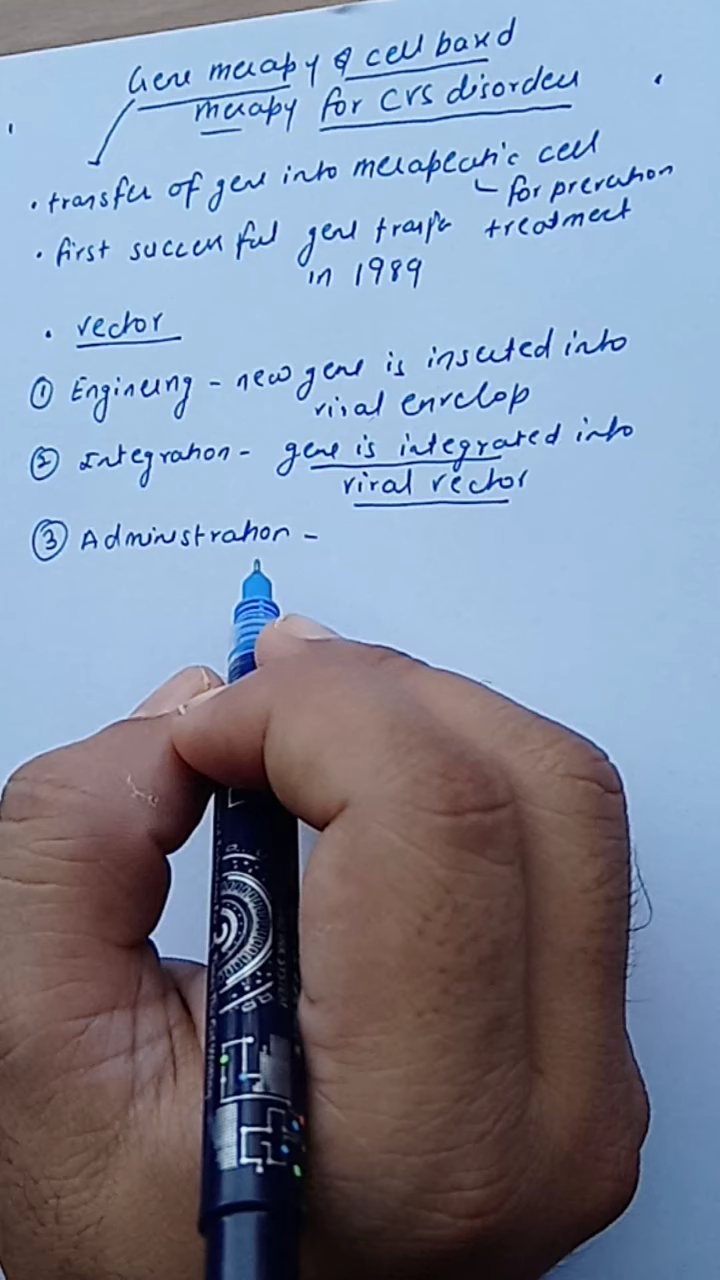 Gene therapy & cell based
therapy for CVS disorder
• transfer of gene into therapeutic cell
for prevention
• first successful gene transfer treatment
in 1989
• vector
① Enginerng - new gene is inserted into
viral envelop
② Integration - gene is integrated into
viral vector
③ Administration -